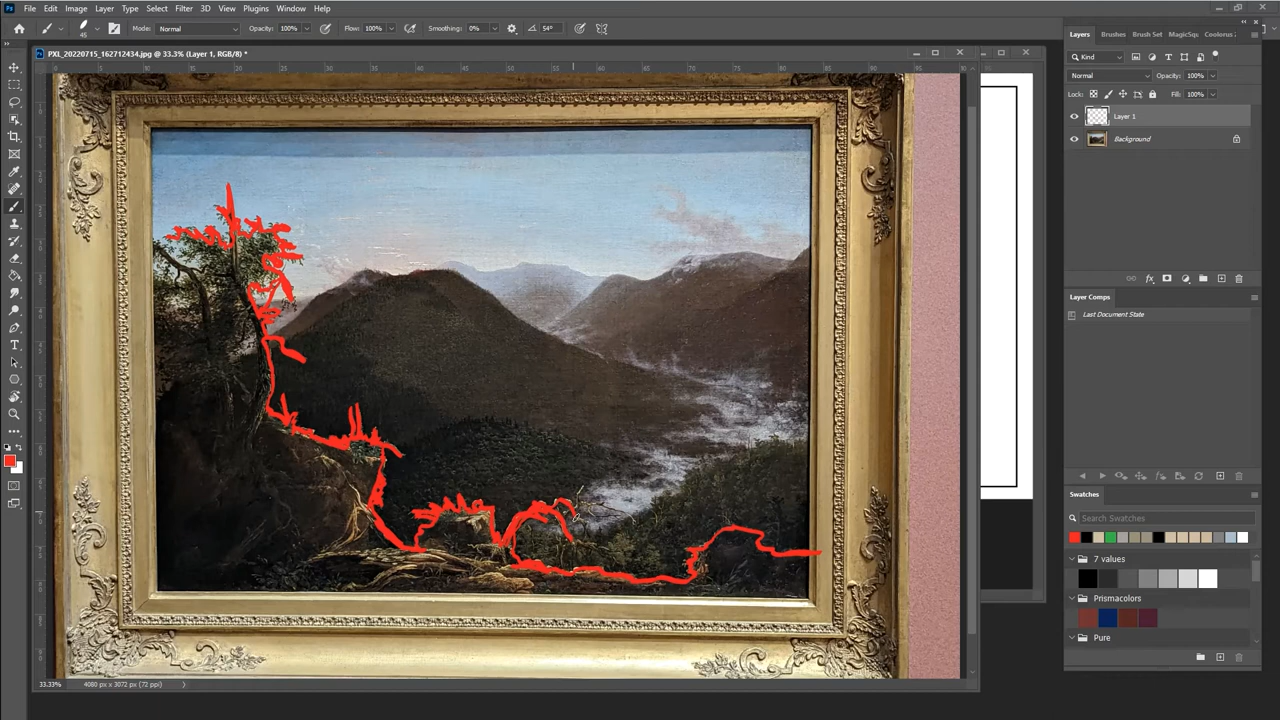 File Edit Image Layer Type Select Filter 3D View Plugins Window Help
45 Mode: Normal Opacity: 100% Flow: 100% Smoothing: 0% 54°
PXL_20220715_162712434.jpg @ 33.3% (Layer 1, RGB/8) *
Layers Brushes Brush Set MagicSqu Coolorus
Kind
Normal Opacity: 100%
Lock: Fill: 100%
Layer 1
Background
Layer Comps
Last Document State
Swatches
Search Swatches
7 values
Prismacolors
Pure
33.33% 4080 px x 3072 px (72 ppi)